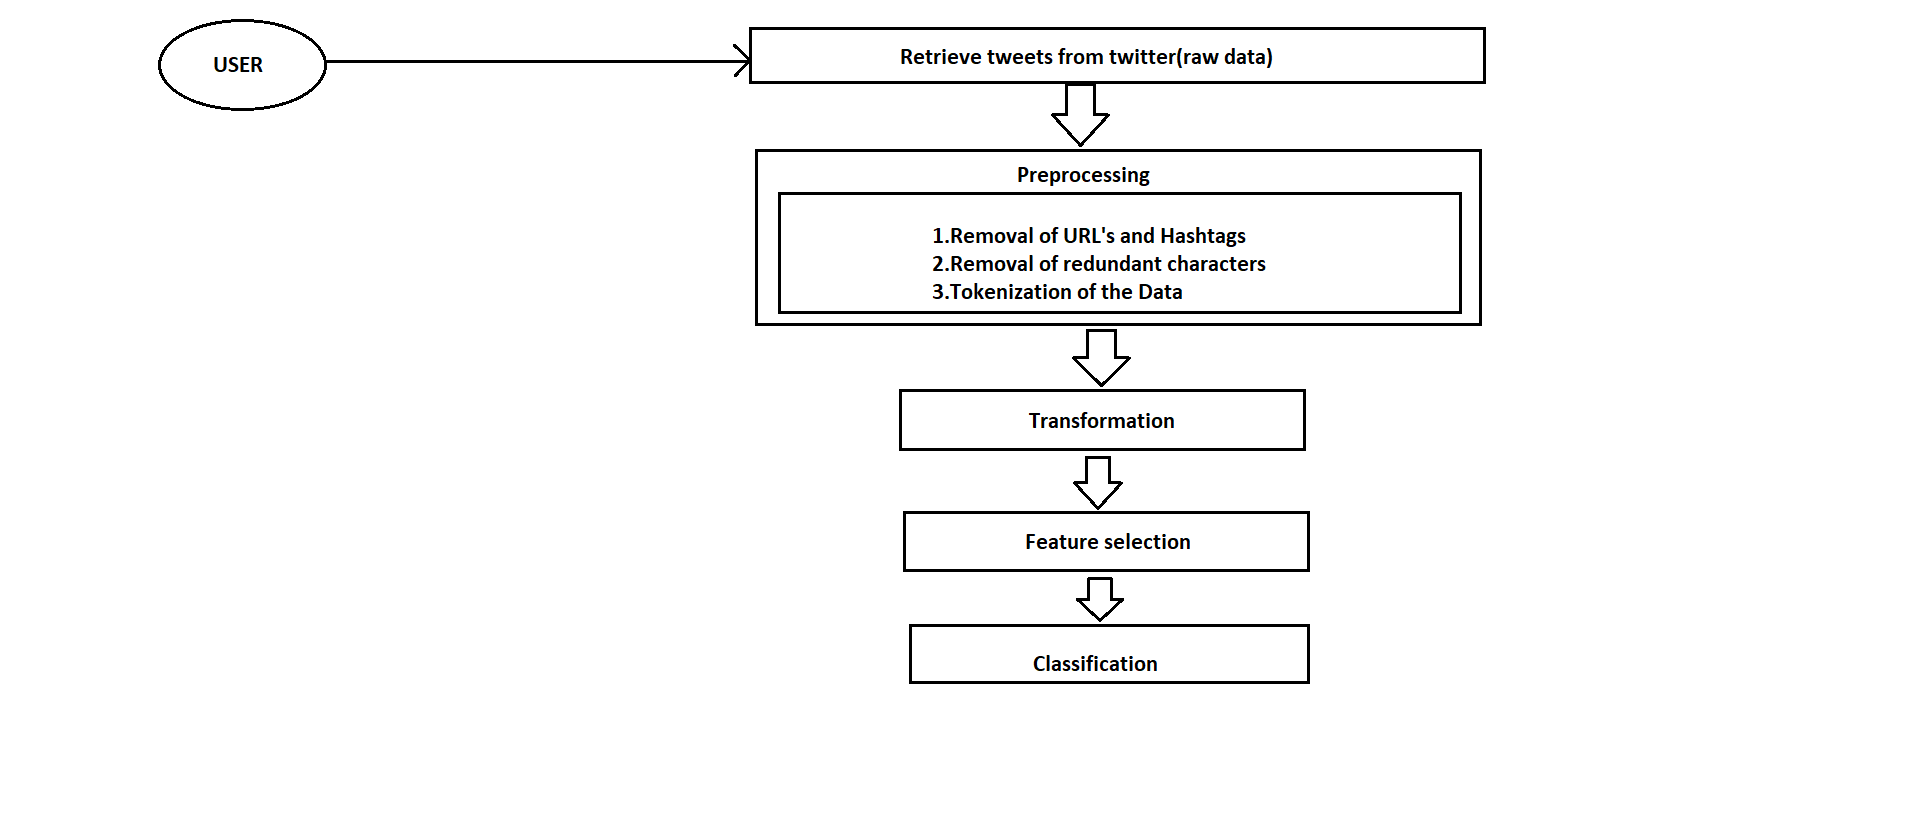 USER
Retrieve tweets from twitter(raw data)
Preprocessing
1.Removal of URL's and Hashtags
2.Removal of redundant characters
3.Tokenization of the Data
Transformation
Feature selection
Classification